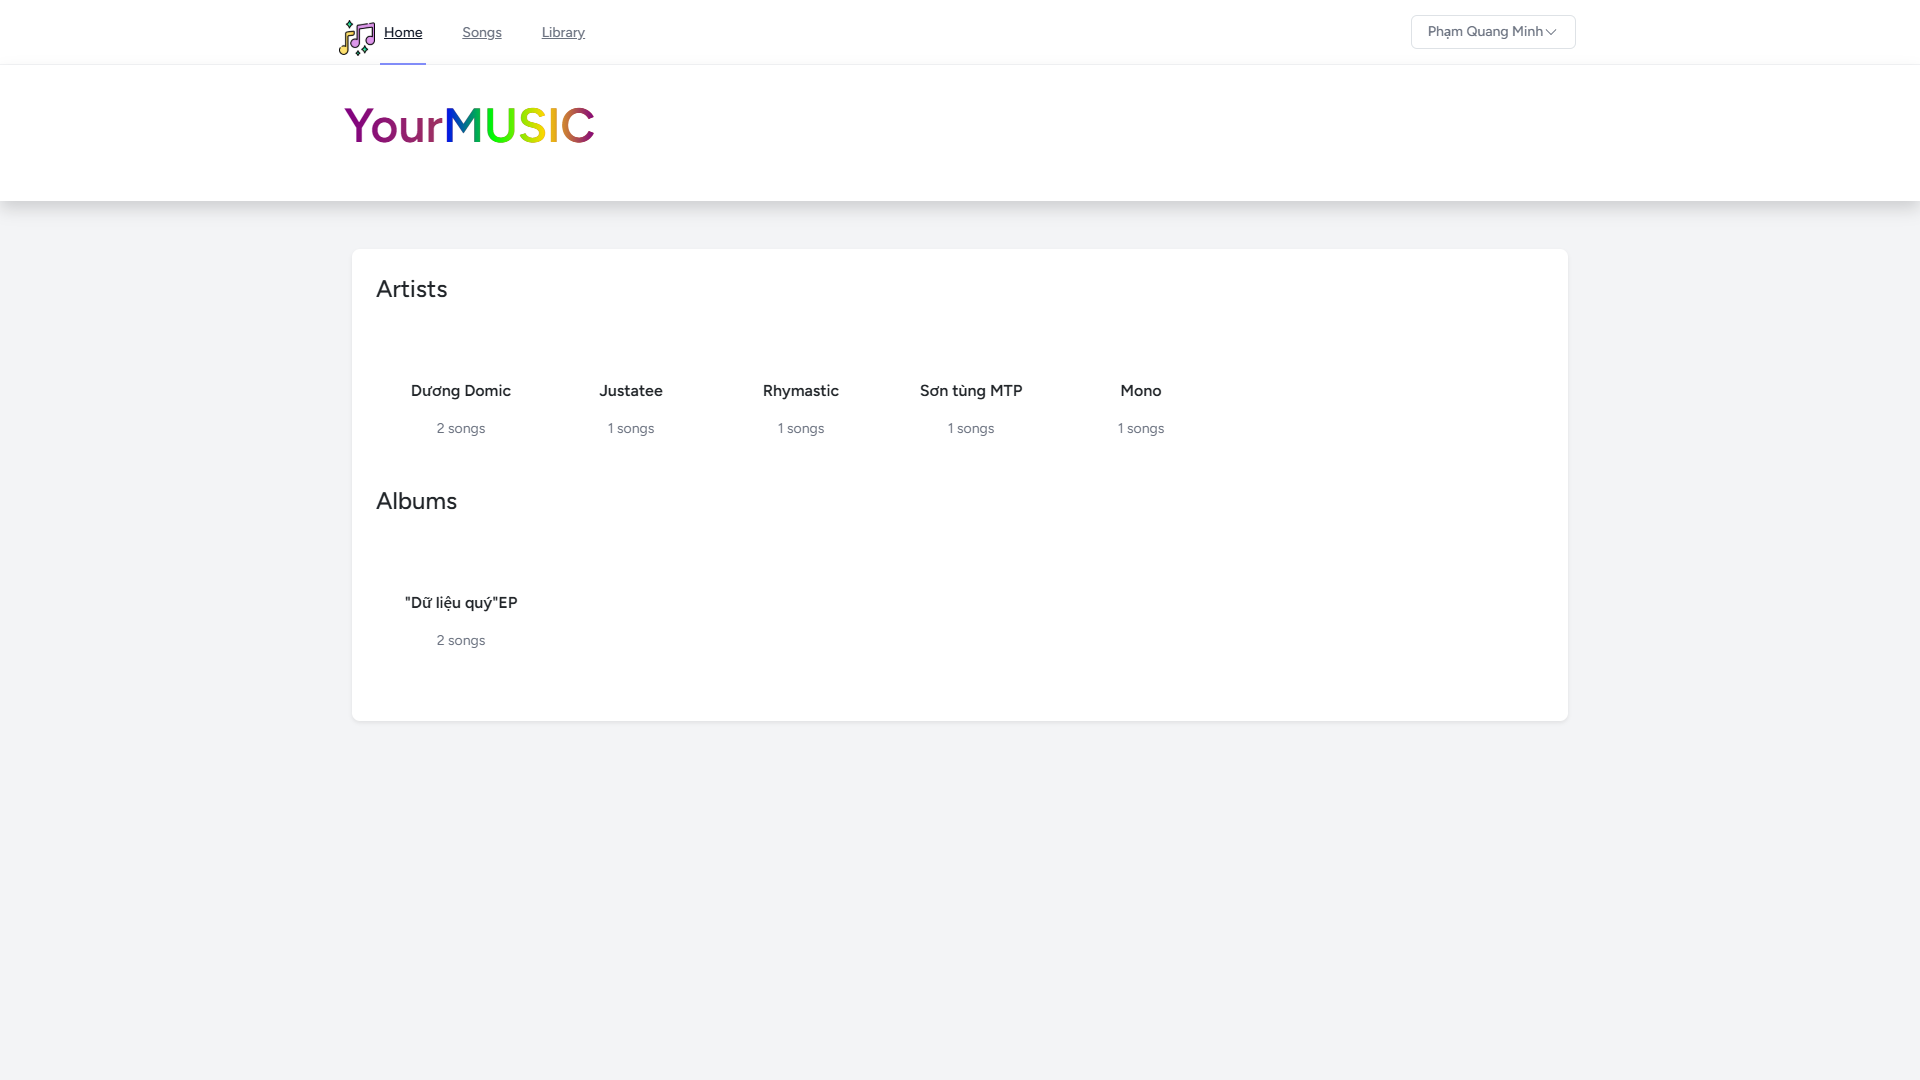 Home Songs Library Phạm Quang Minh
YourMUSIC
Artists
Dương Domic Justatee Rhymastic Sơn tùng MTP Mono
2 songs 1 songs 1 songs 1 songs 1 songs
Albums
"Dữ liệu quý"EP
2 songs